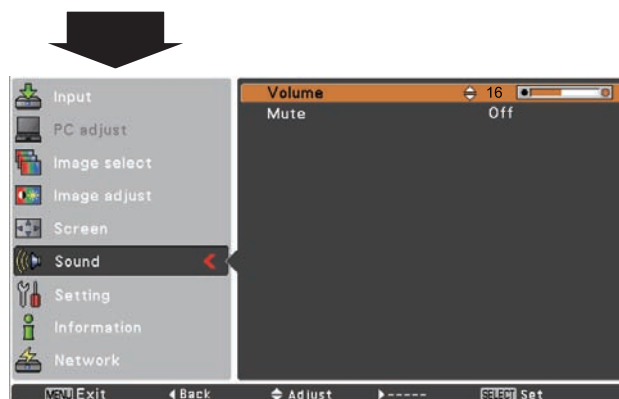 Input
PC adjust
Image select
Image adjust
Screen
Sound
Setting
Information
Network
Volume 16
Mute Off
MENU Exit Back Adjust ----- SELECT Set